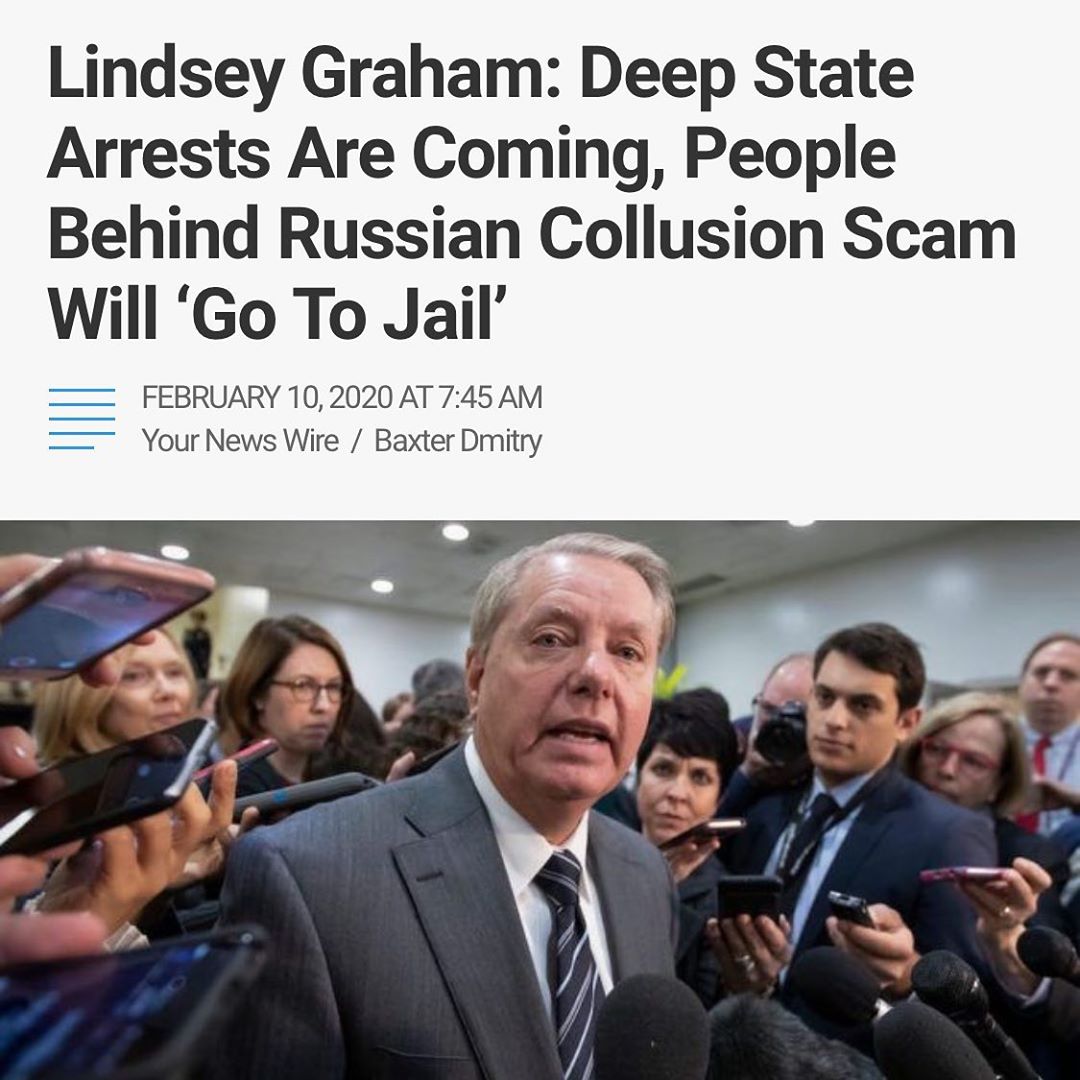 Lindsey Graham: Deep State
Arrests Are Coming, People
Behind Russian Collusion Scam
Will ‘Go To Jail’
FEBRUARY 10, 2020 AT 7:45 AM
Your News Wire / Baxter Dmitry